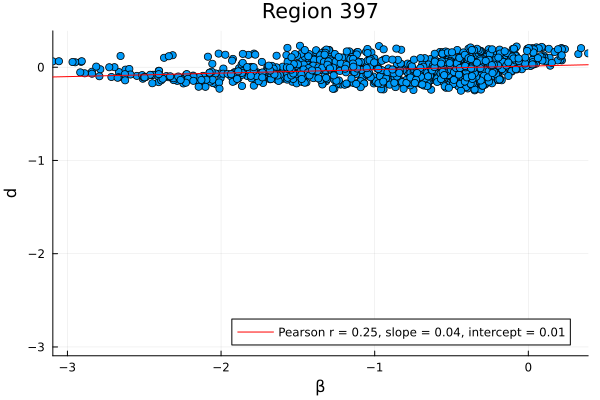 Region 397
d
0
−1
−2
−3
Pearson r = 0.25, slope = 0.04, intercept = 0.01
−3 −2 −1 0
β